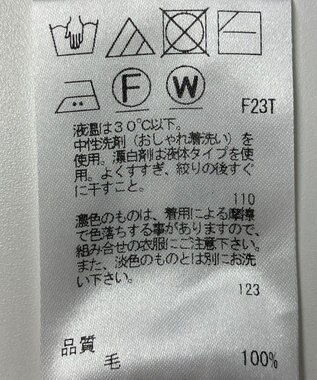 F
W
F23T
液温は30℃以下。
中性洗剤（おしゃれ着洗い）を
使用。漂白剤は液体タイプを使
用。よくすすぎ、絞りの後すぐ
に干すこと。
110
濃色のものは、着用による摩擦
で色落ちする事がありますので、
組み合せの衣服にご注意下さい。
また、淡色のものとは別にお洗
い下さい。
123
品質
毛 100%